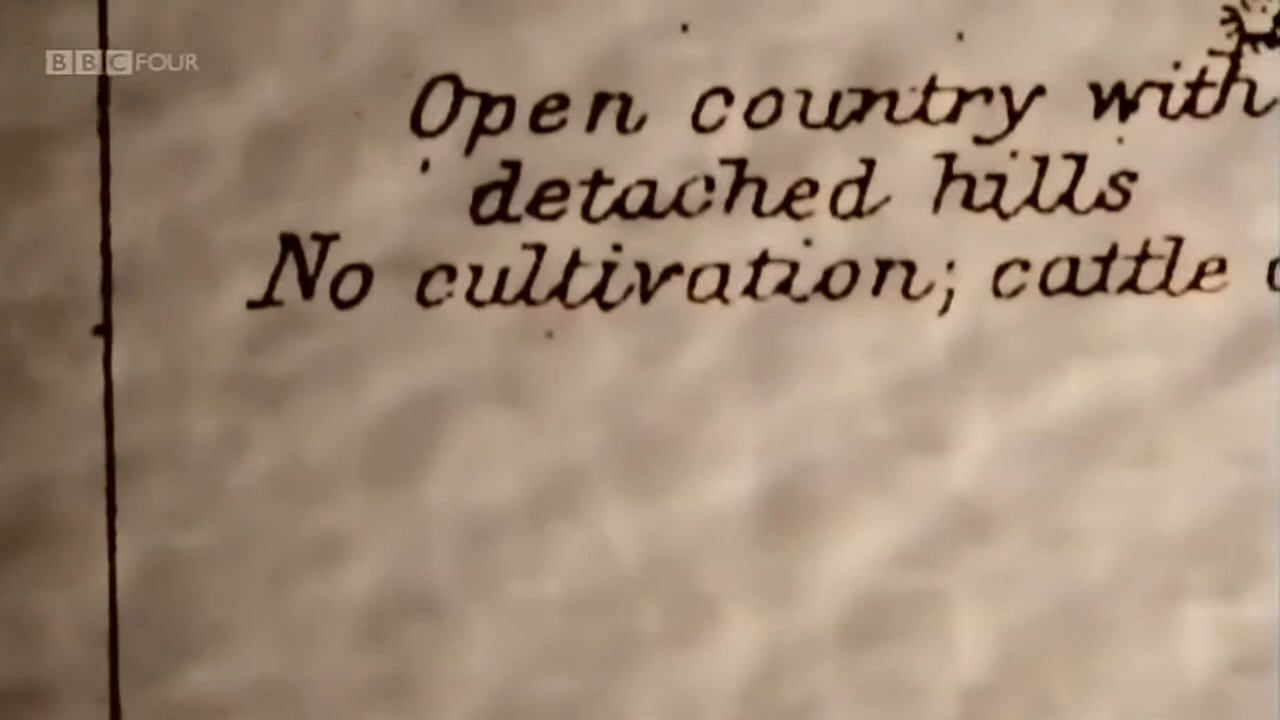 BBC FOUR
Open country with
detached hills
No cultivation; cattle